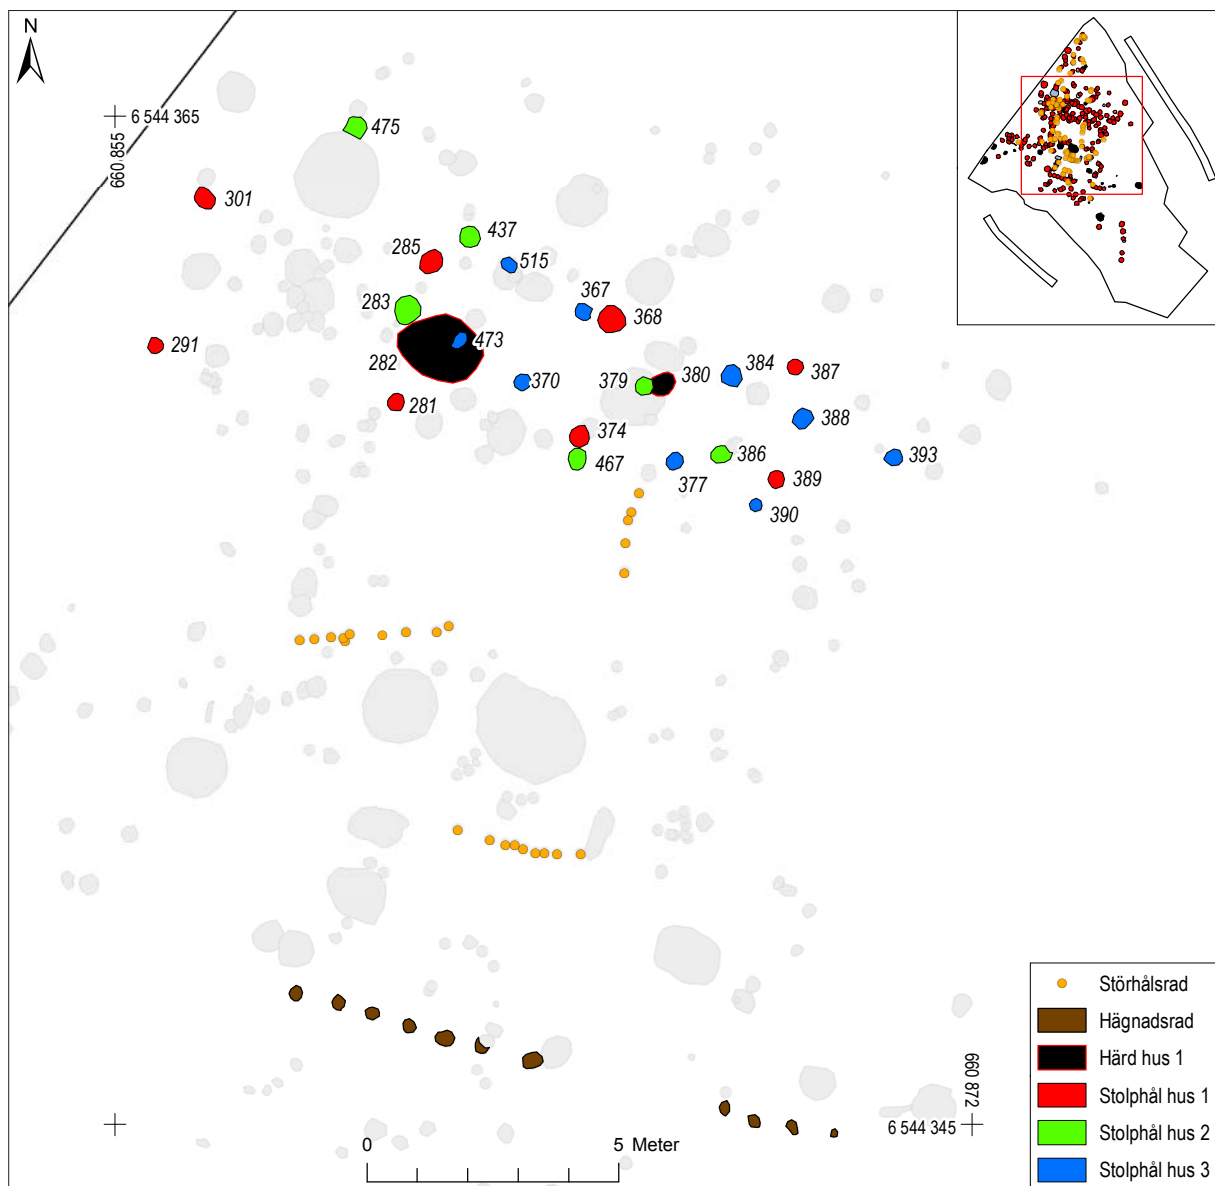 N
6 544 365
660 855
475
301
437
285
515
367
283
368
473
291
282
370
379
380
384
387
281
388
374
467
377
386
393
389
390
Störhålsrad
Hägnadsrad
Härd hus 1
Stolphål hus 1
Stolphål hus 2
Stolphål hus 3
660 872
6 544 345
0 5 Meter